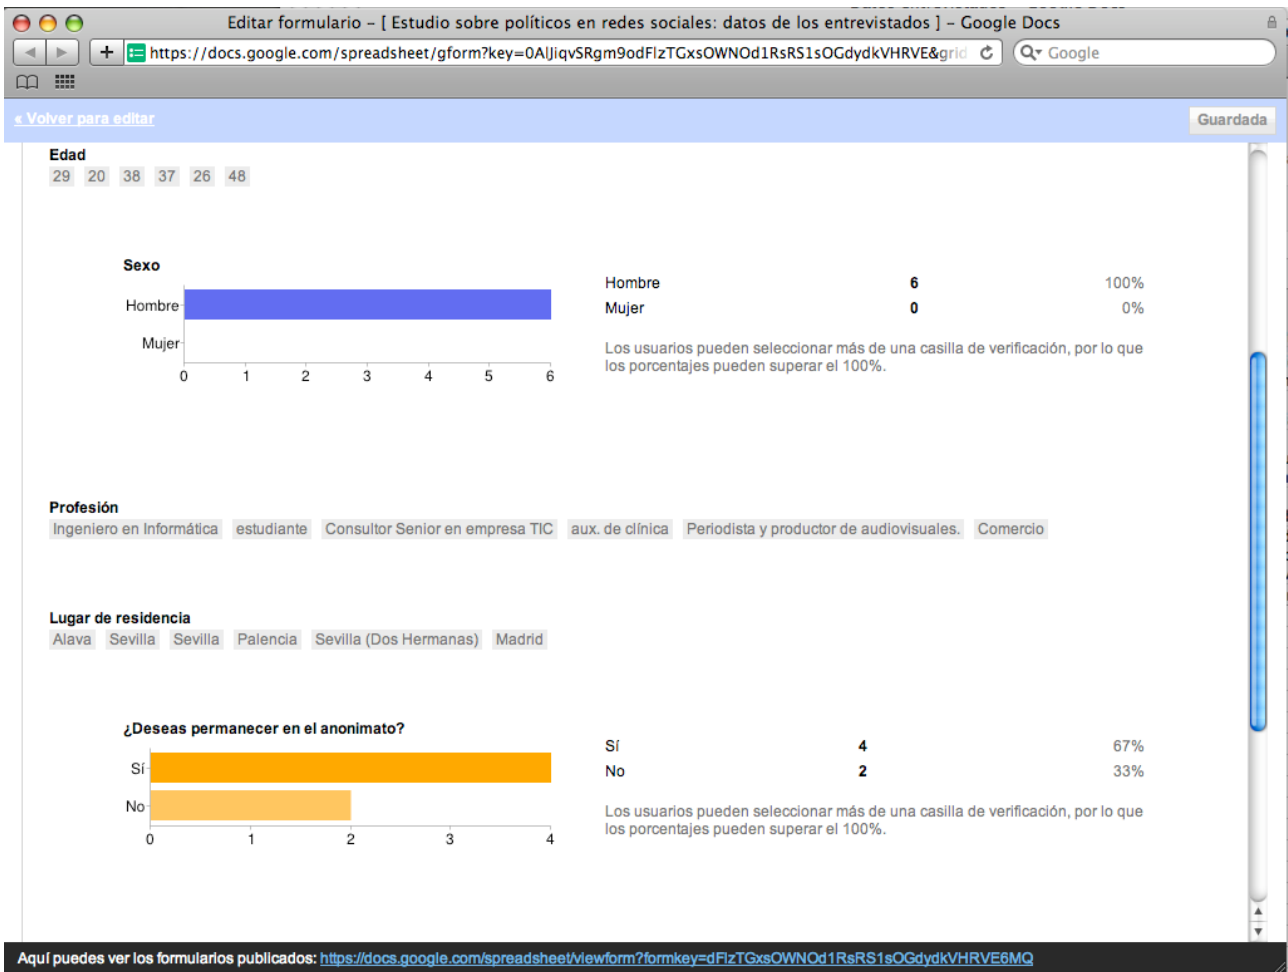 Editar formulario – [ Estudio sobre políticos en redes sociales: datos de los entrevistados ] – Google Docs
https://docs.google.com/spreadsheet/gform?key=0AlJiqvSRgm9odFlzTGxsOWNOd1RsRS1sOGdydkVHRVE&grid
Google
« Volver para editar
Guardada
Edad
29 20 38 37 26 48
Sexo
Hombre
Mujer
0 1 2 3 4 5 6
Hombre 6 100%
Mujer 0 0%
Los usuarios pueden seleccionar más de una casilla de verificación, por lo que
los porcentajes pueden superar el 100%.
Profesión
Ingeniero en Informática estudiante Consultor Senior en empresa TIC aux. de clínica Periodista y productor de audiovisuales. Comercio
Lugar de residencia
Alava Sevilla Sevilla Palencia Sevilla (Dos Hermanas) Madrid
¿Deseas permanecer en el anonimato?
Sí
No
0 1 2 3 4
Sí 4 67%
No 2 33%
Los usuarios pueden seleccionar más de una casilla de verificación, por lo que
los porcentajes pueden superar el 100%.
Aquí puedes ver los formularios publicados: https://docs.google.com/spreadsheet/viewform?formkey=dFlzTGxsOWNOd1RsRS1sOGdydkVHRVE6MQ